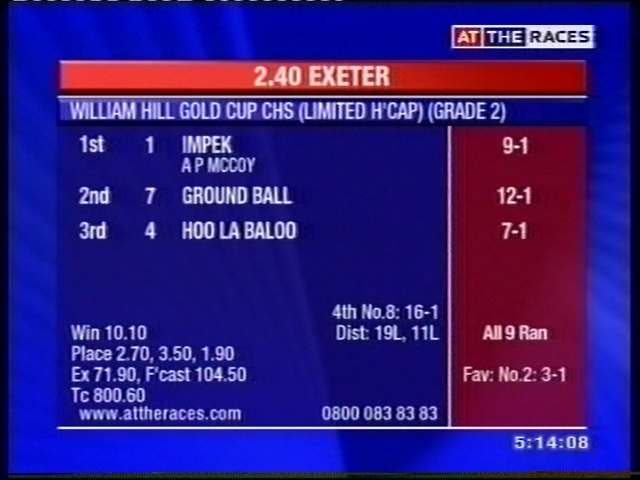 AT THE RACES
2.40 EXETER
WILLIAM HILL GOLD CUP CHS (LIMITED H'CAP) (GRADE 2)
1st 1 IMPEK 9-1
A P MCCOY
2nd 7 GROUND BALL 12-1
3rd 4 HOO LA BALOO 7-1
4th No.8: 16-1
Win 10.10 Dist: 19L, 11L All 9 Ran
Place 2.70, 3.50, 1.90
Ex 71.90, F'cast 104.50 Fav: No.2: 3-1
Tc 800.60
www.attheraces.com 0800 083 83 83
5:14:08